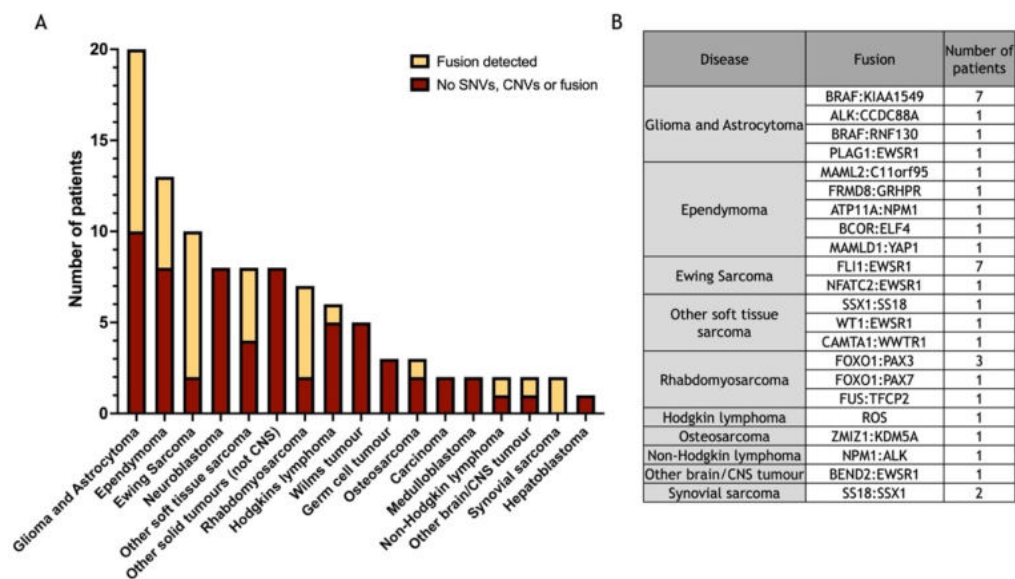 A
Number of patients
20
15
10
5
0
Fusion detected
No SNVs, CNVs or fusion
Glioma and Astrocytoma
Ependymoma
Ewing Sarcoma
Neuroblastoma
Other soft tissue sarcoma
Other solid tumours (not CNS)
Rhabdomyosarcoma
Hodgkins lymphoma
Wilms tumour
Germ cell tumour
Osteosarcoma
Carcinoma
Medulloblastoma
Non-Hodgkin lymphoma
Other brain/CNS tumour
Synovial sarcoma
Hepatoblastoma
B
Disease Fusion Number of
patients
Glioma and Astrocytoma
BRAF:KIAA1549 7
ALK:CCDC88A 1
BRAF:RNF130 1
PLAG1:EWSR1 1
Ependymoma
MAML2:C11orf95 1
FRMD8:GRHPR 1
ATP11A:NPM1 1
BCOR:ELF4 1
MAMLD1:YAP1 1
Ewing Sarcoma
FLI1:EWSR1 7
NFATC2:EWSR1 1
Other soft tissue
sarcoma
SSX1:SS18 1
WT1:EWSR1 1
CAMTA1:WWTR1 1
Rhabdomyosarcoma
FOXO1:PAX3 3
FOXO1:PAX7 1
FUS:TFCP2 1
Hodgkin lymphoma ROS 1
Osteosarcoma ZMIZ1:KDM5A 1
Non-Hodgkin lymphoma NPM1:ALK 1
Other brain/CNS tumour BEND2:EWSR1 1
Synovial sarcoma SS18:SSX1 2